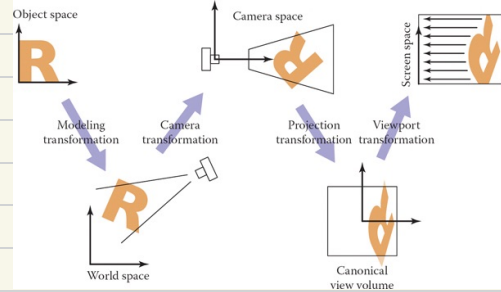 Object space
Camera space
Screen space
Modeling
transformation
Camera
transformation
Projection
transformation
Viewport
transformation
World space
Canonical
view volume
R
R
R
R
R